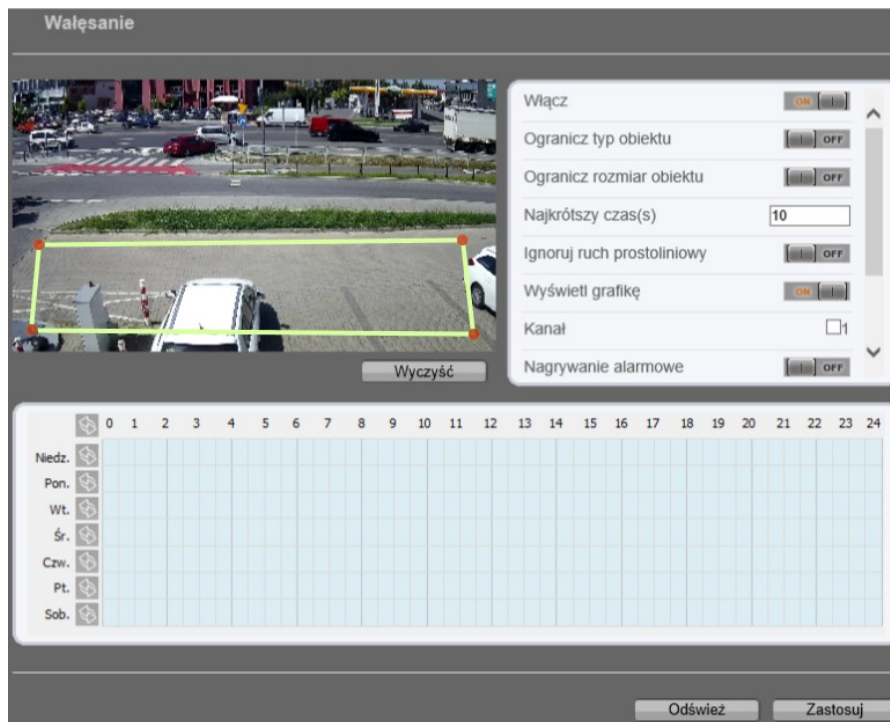 Wałęsanie
Włącz ON
Ogranicz typ obiektu OFF
Ogranicz rozmiar obiektu OFF
Najkrótszy czas(s) 10
Ignoruj ruch prostoliniowy OFF
Wyświetl grafikę ON
Kanał 1
Nagrywanie alarmowe OFF
Wyczyść
0 1 2 3 4 5 6 7 8 9 10 11 12 13 14 15 16 17 18 19 20 21 22 23 24
Niedz.
Pon.
Wt.
Śr.
Czw.
Pt.
Sob.
Odśwież Zastosuj